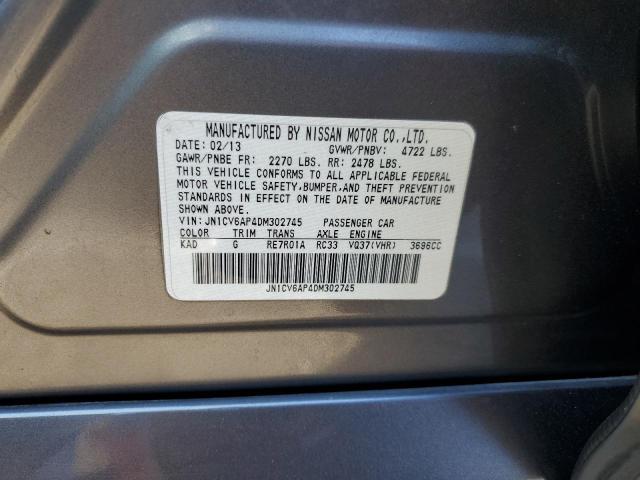 MANUFACTURED BY NISSAN MOTOR CO.,LTD.
DATE: 02/13 GVWR/PNBV: 4722 LBS.
GAWR/PNBE FR: 2270 LBS. RR: 2478 LBS.
THIS VEHICLE CONFORMS TO ALL APPLICABLE FEDERAL
MOTOR VEHICLE SAFETY,BUMPER,AND THEFT PREVENTION
STANDARDS IN EFFECT ON THE DATE OF MANUFACTURE
SHOWN ABOVE.
VIN: JN1CV6AP4DM302745 PASSENGER CAR
COLOR TRIM TRANS AXLE ENGINE
KAD G RE7R01A RC33 VQ37(VHR) 3696CC
JN1CV6AP4DM302745